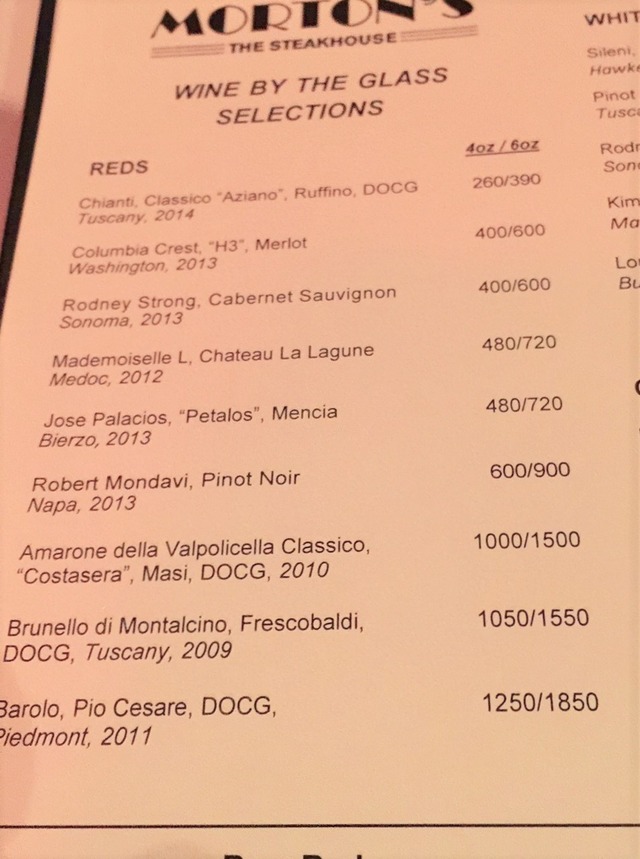 MORTON'S
THE STEAKHOUSE
WINE BY THE GLASS
SELECTIONS
REDS 4oz / 6oz
Chianti, Classico "Aziano", Ruffino, DOCG 260/390
Tuscany, 2014
Columbia Crest, "H3", Merlot 400/600
Washington, 2013
Rodney Strong, Cabernet Sauvignon 400/600
Sonoma, 2013
Mademoiselle L, Chateau La Lagune 480/720
Medoc, 2012
Jose Palacios, "Petalos", Mencia 485/720
Bierzo, 2013
Robert Mondavi, Pinot Noir 600/900
Napa, 2013
Amarone della Valpolicella Classico, 1000/1500
"Costasera", Masi, DOCG, 2010
Brunello di Montalcino, Frescobaldi, 1050/1550
DOCG, Tuscany, 2009
Barolo, Pio Cesare, DOCG, 1250/1850
Piedmont, 2011
WHIT
Sileni,
Hawke
Pinot
Tusca
Rodn
Son
Kim
Ma
Lou
Bu